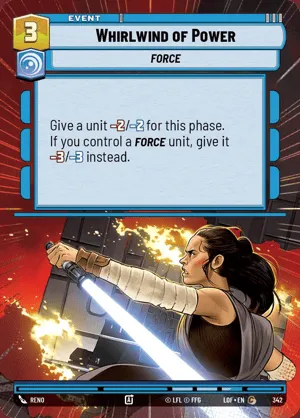 EVENT
3
WHIRLWIND OF POWER
FORCE
Give a unit -2/-2 for this phase.
If you control a FORCE unit, give it
-3/-3 instead.
RENO
© LFL © FFG
LOF • EN
342